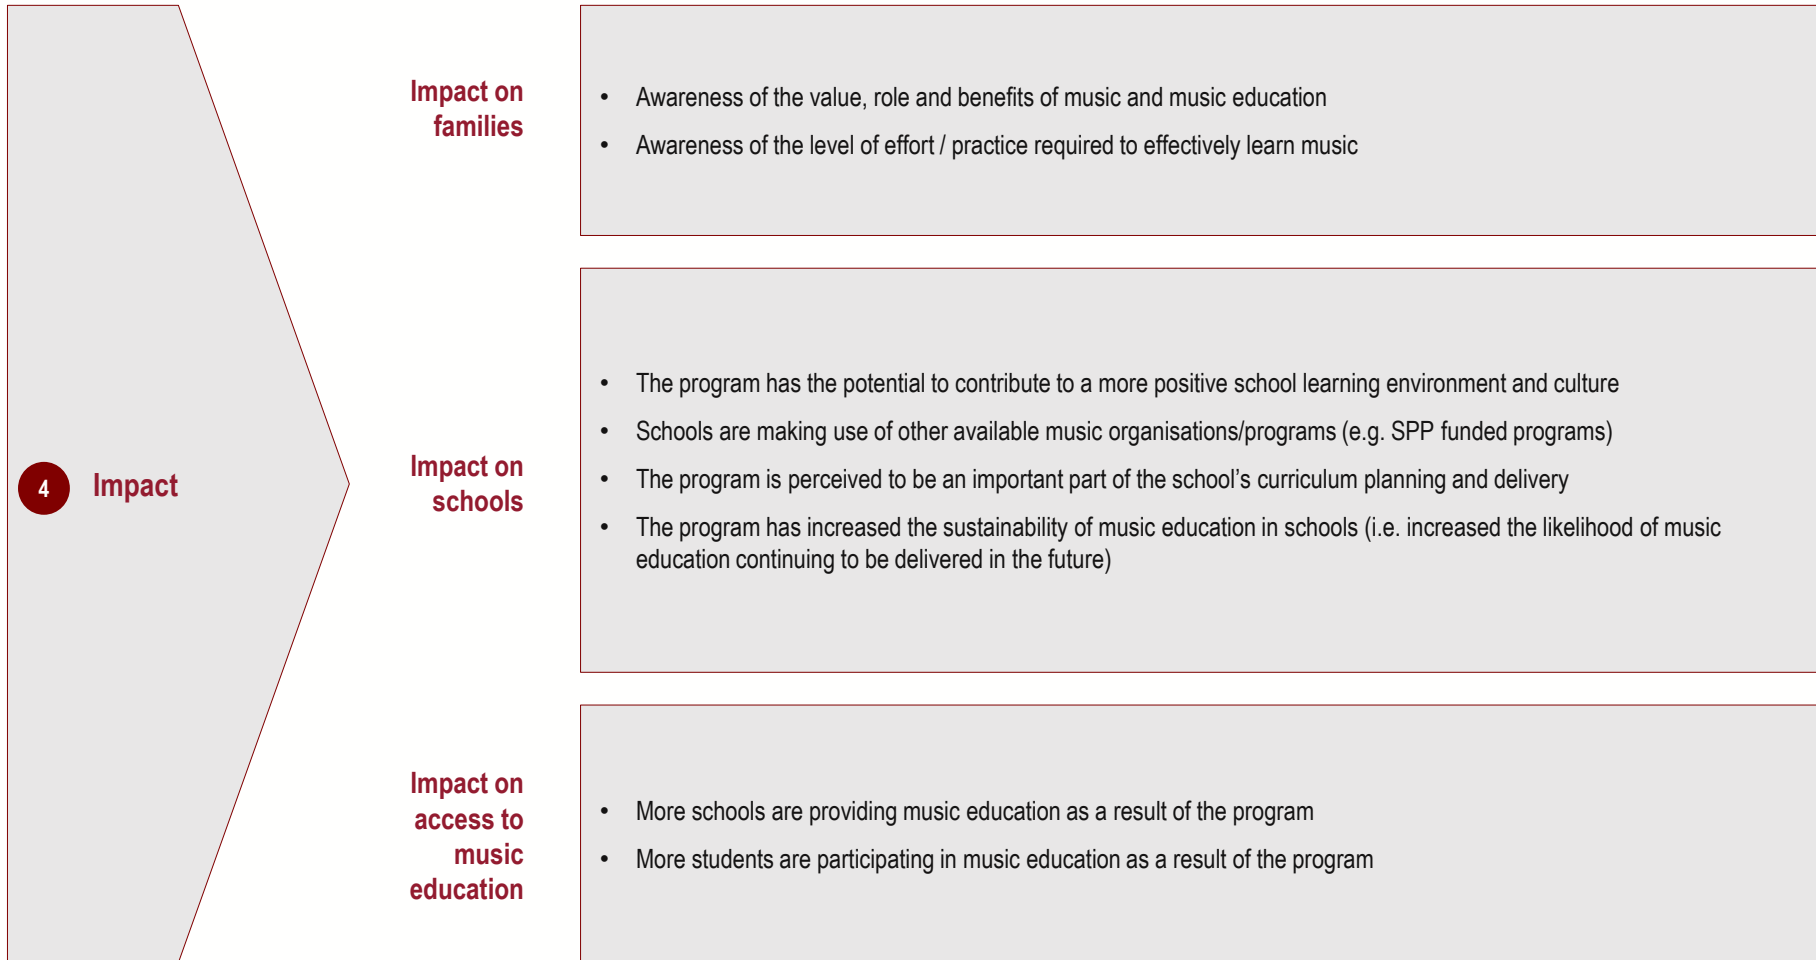 4 Impact
Impact on
families
• Awareness of the value, role and benefits of music and music education
• Awareness of the level of effort / practice required to effectively learn music
Impact on
schools
• The program has the potential to contribute to a more positive school learning environment and culture
• Schools are making use of other available music organisations/programs (e.g. SPP funded programs)
• The program is perceived to be an important part of the school’s curriculum planning and delivery
• The program has increased the sustainability of music education in schools (i.e. increased the likelihood of music
education continuing to be delivered in the future)
Impact on
access to
music
education
• More schools are providing music education as a result of the program
• More students are participating in music education as a result of the program